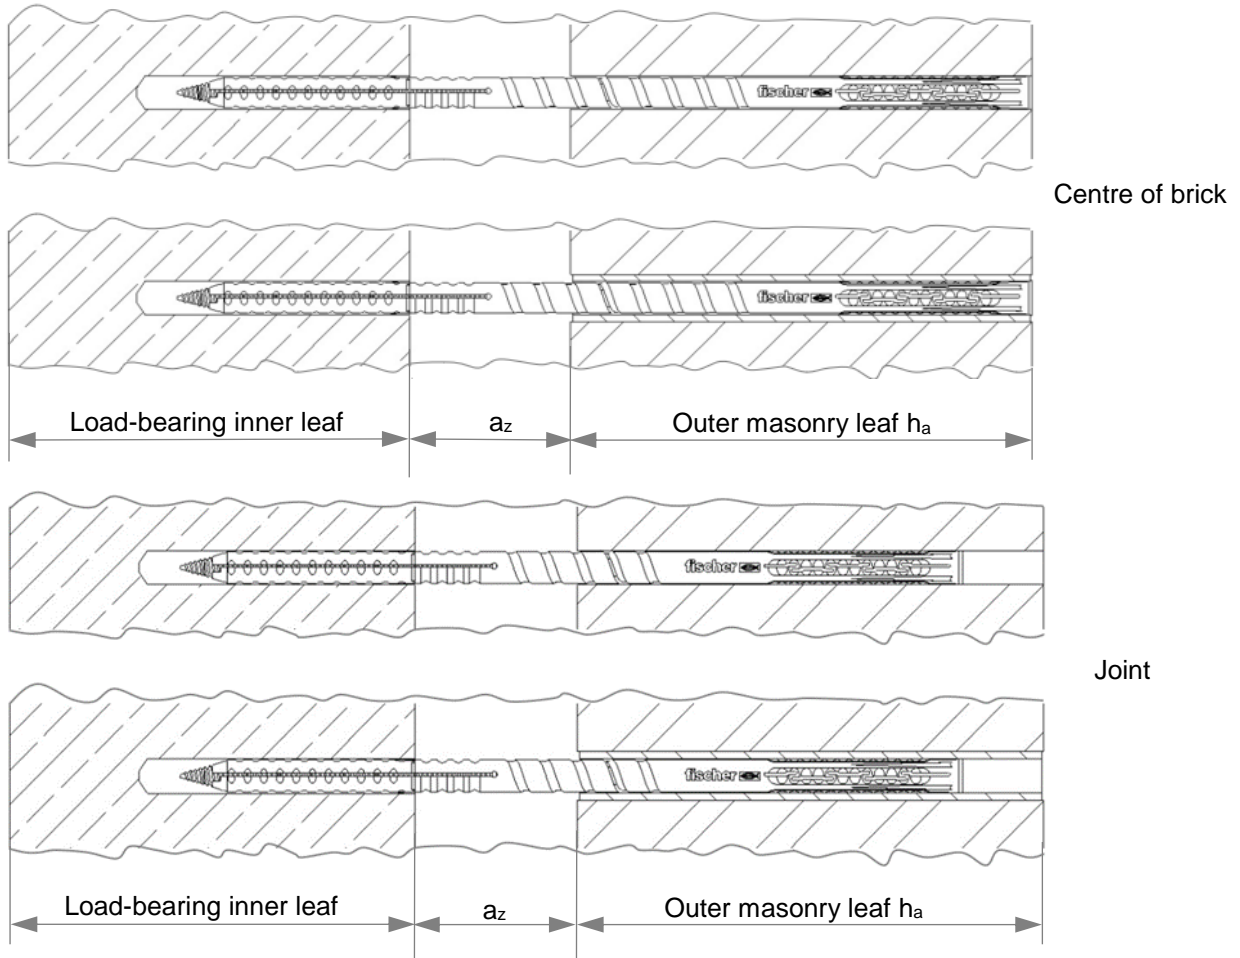 fischer
Centre of brick
fischer
Load-bearing inner leaf
az
Outer masonry leaf ha
fischer
Joint
fischer
Load-bearing inner leaf
az
Outer masonry leaf ha